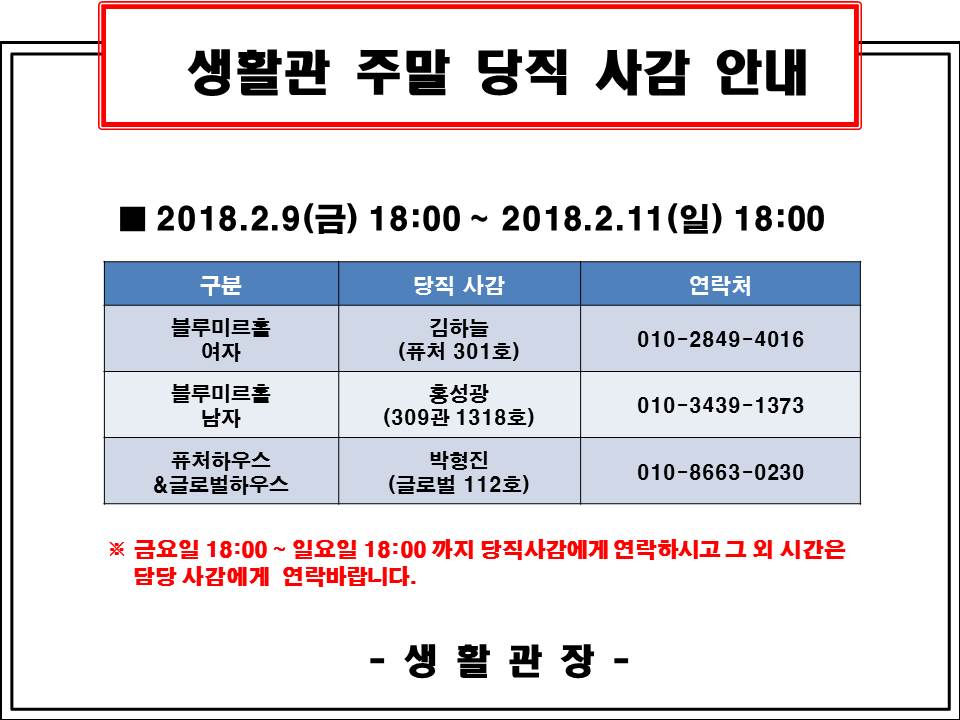 생활관 주말 당직 사감 안내
■ 2018.2.9(금) 18:00 ~ 2018.2.11(일) 18:00
구분 당직 사감 연락처
블루미르홀
여자
김하늘
(퓨처 301호)
010-2849-4016
블루미르홀
남자
홍성광
(309관 1318호)
010-3439-1373
퓨처하우스
&글로벌하우스
박형진
(글로벌 112호)
010-8663-0230
※ 금요일 18:00 ~ 일요일 18:00 까지 당직사감에게 연락하시고 그 외 시간은
담당 사감에게 연락바랍니다.
- 생 활 관 장 -